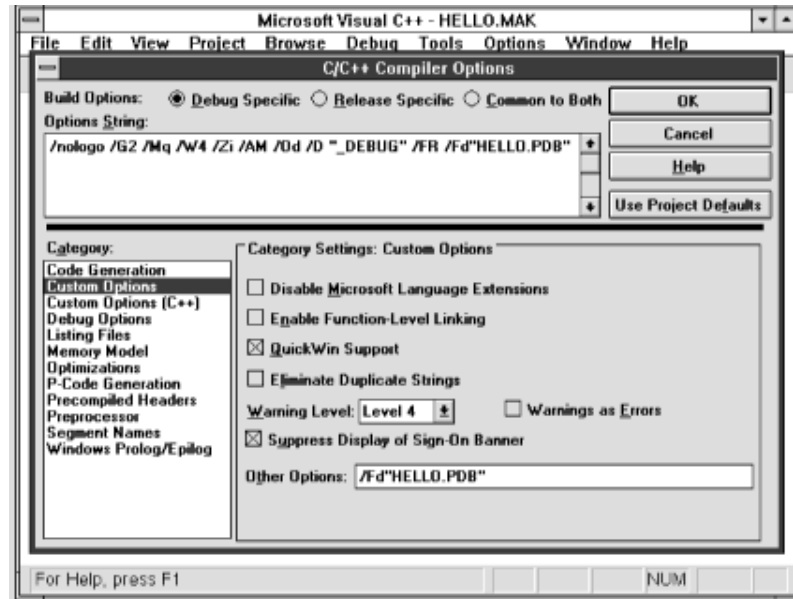 Microsoft Visual C++ - HELLO.MAK
File Edit View Project Browse Debug Tools Options Window Help
C/C++ Compiler Options
Build Options: Debug Specific Release Specific Common to Both
OK
Options String:
/nologo /G2 /Mq /W4 /Zi /AM /Od /D "_DEBUG" /FR /Fd"HELLO.PDB"
Cancel
Help
Use Project Defaults
Category:
Code Generation
Custom Options
Custom Options (C++)
Debug Options
Listing Files
Memory Model
Optimizations
P-Code Generation
Precompiled Headers
Preprocessor
Segment Names
Windows Prolog/Epilog
Category Settings: Custom Options
Disable Microsoft Language Extensions
Enable Function-Level Linking
QuickWin Support
Eliminate Duplicate Strings
Warning Level: Level 4 Warnings as Errors
Suppress Display of Sign-On Banner
Other Options: /Fd"HELLO.PDB"
For Help, press F1 NUM